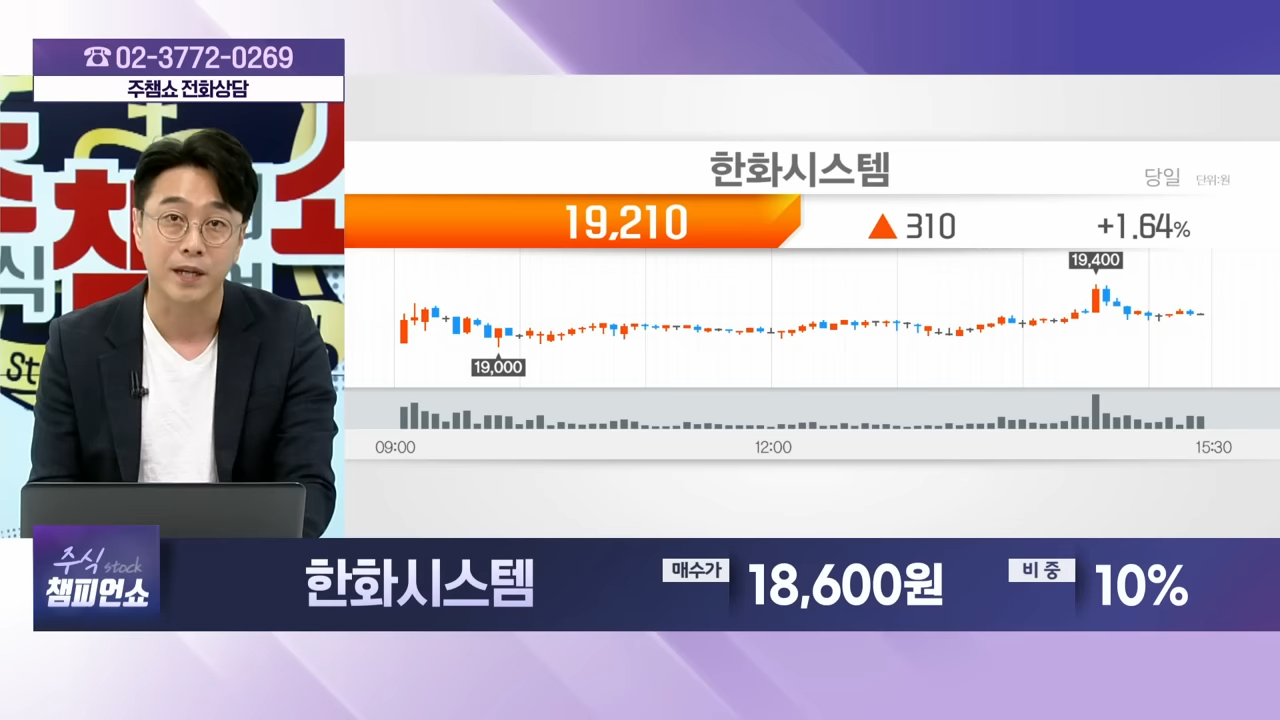 ☎02-3772-0269
주챔쇼 전화상담
한화시스템
당일 단위:원
19,210 ▲ 310 +1.64%
19,400
19,000
09:00 12:00 15:30
식
St
주식 stock
챔피언쇼
한화시스템 매수가 18,600원 비중 10%